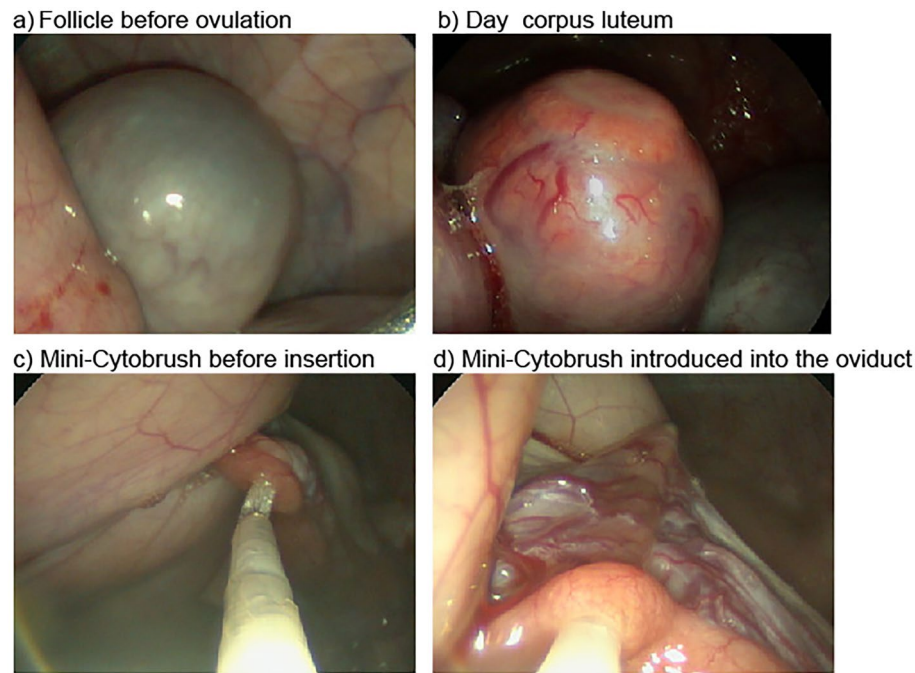 a) Follicle before ovulation
b) Day corpus luteum
c) Mini-Cytobrush before insertion
d) Mini-Cytobrush introduced into the oviduct